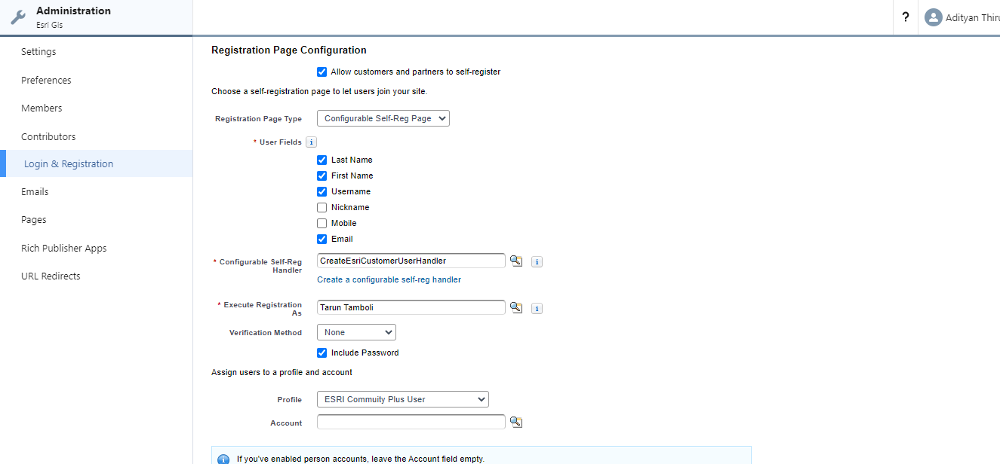 Administration
Esri Gis
?
Adityan Thiru
Settings
Preferences
Members
Contributors
Login & Registration
Emails
Pages
Rich Publisher Apps
URL Redirects
Registration Page Configuration
Allow customers and partners to self-register
Choose a self-registration page to let users join your site.
Registration Page Type Configurable Self-Reg Page
* User Fields i
Last Name
First Name
Username
Nickname
Mobile
Email
* Configurable Self-Reg Handler CreateEsriCustomerUserHandler i
Create a configurable self-reg handler
* Execute Registration As Tarun Tamboli i
Verification Method None
Include Password
Assign users to a profile and account
Profile ESRI Commuity Plus User
Account
i If you've enabled person accounts, leave the Account field empty.